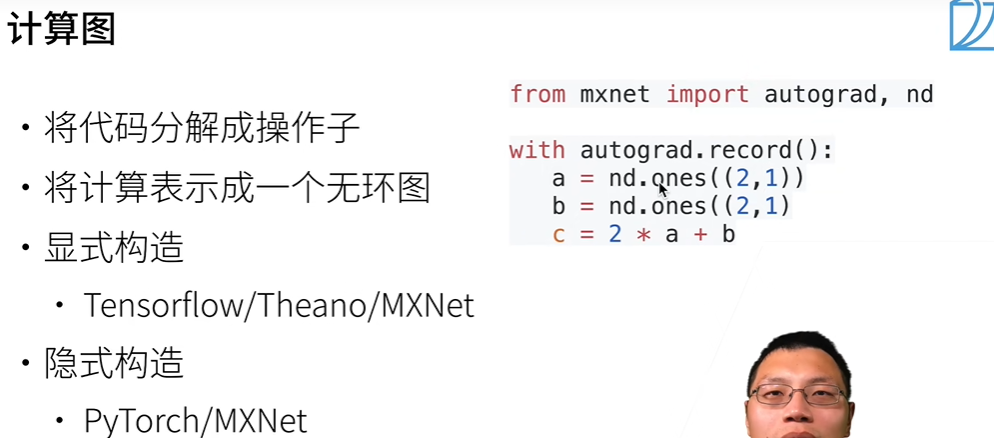 计算图
• 将代码分解成操作子
• 将计算表示成一个无环图
• 显式构造
• Tensorflow/Theano/MXNet
• 隐式构造
• PyTorch/MXNet
from mxnet import autograd, nd
with autograd.record():
a = nd.ones((2,1))
b = nd.ones((2,1)
c = 2 * a + b